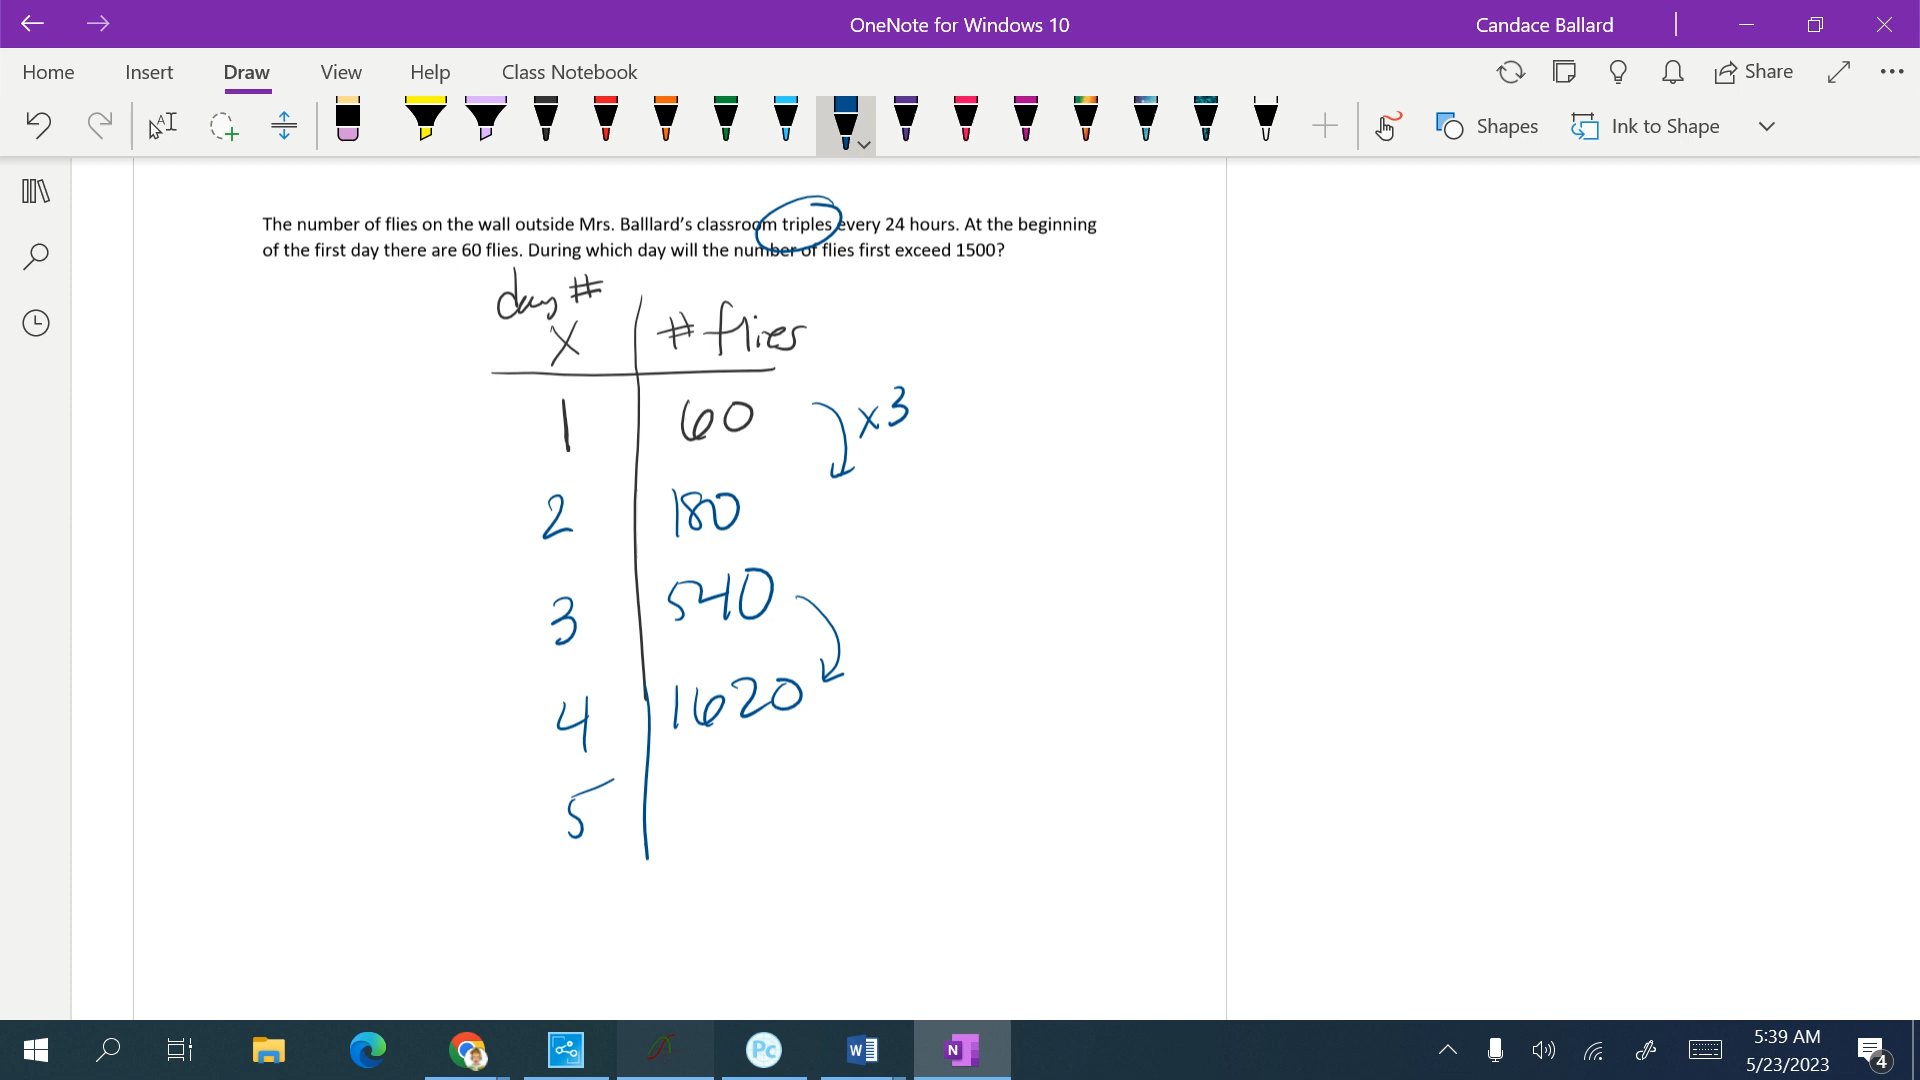 OneNote for Windows 10
Candace Ballard
Home Insert Draw View Help Class Notebook
Share
Shapes
Ink to Shape
The number of flies on the wall outside Mrs. Balllard's classroom triples every 24 hours. At the beginning
of the first day there are 60 flies. During which day will the number of flies first exceed 1500?
day #
X # flies
1 60
x3
2 180
3 540
4 1620
5
5:39 AM
5/23/2023
4